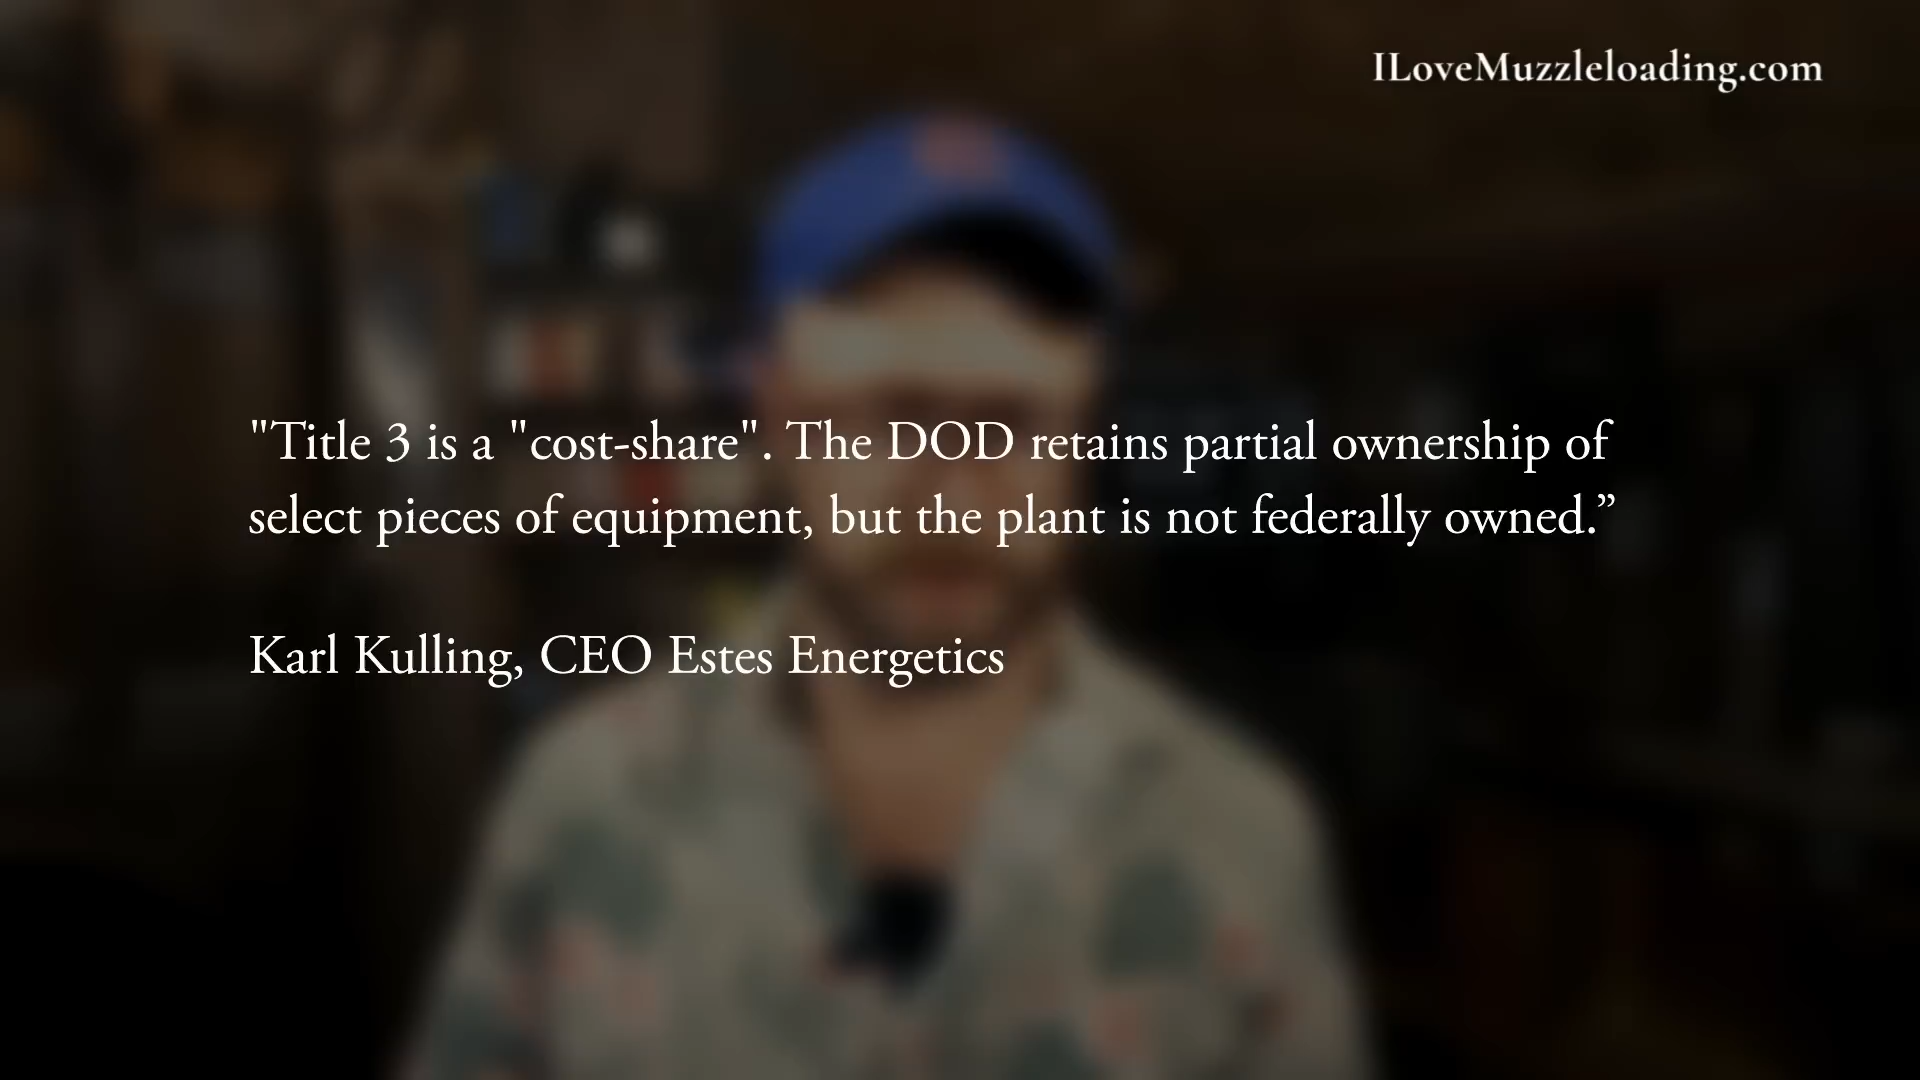 ILoveMuzzleloading.com
"Title 3 is a "cost-share". The DOD retains partial ownership of
select pieces of equipment, but the plant is not federally owned.”
Karl Kulling, CEO Estes Energetics